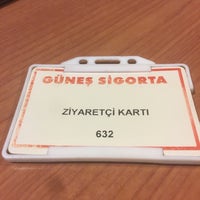 GÜNEŞ SİGORTA
ZİYARETÇİ KARTI
632